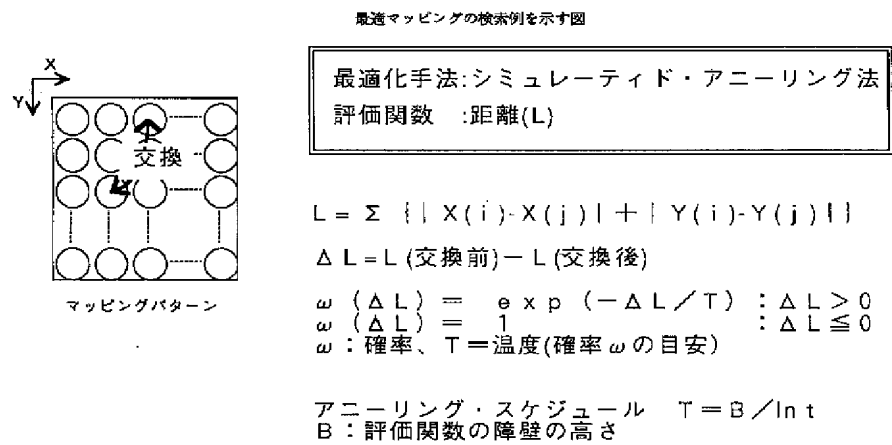 最適マッピングの検索例を示す図
X
Y
交換
マッピングパターン
最適化手法:シミュレーティド・アニーリング法
評価関数 :距離(L)
L = Σ {| X(i)-X(j)|+| Y(i)-Y(j)|}
ΔL=L(交換前)-L(交換後)
ω(ΔL)= exp(-ΔL/T):ΔL>0
ω(ΔL)= 1 :ΔL≦0
ω:確率、T=温度(確率ωの目安)
アニーリング・スケジュール T=B/ln t
B:評価関数の障壁の高さ